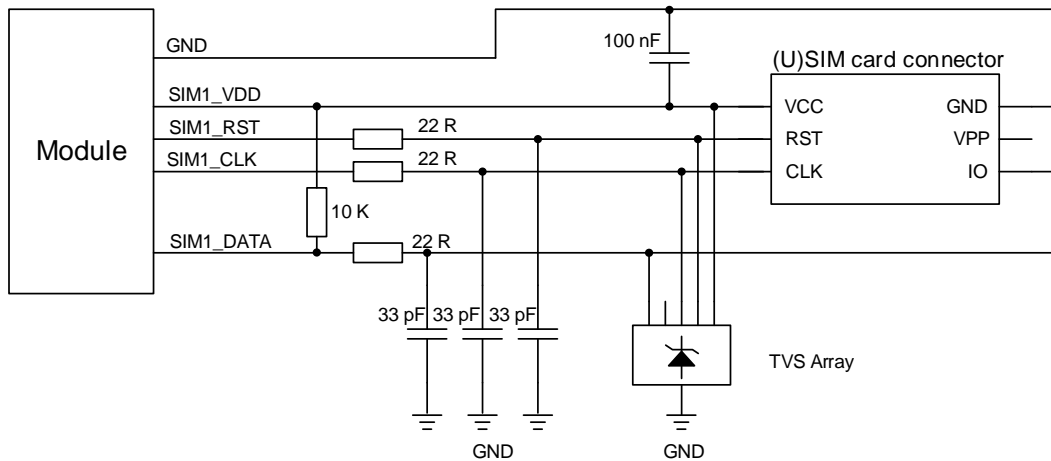 GND
100 nF
(U)SIM card connector
SIM1_VDD
VCC
GND
SIM1_RST
22 R
RST
VPP
Module
SIM1_CLK
22 R
CLK
IO
10 K
SIM1_DATA
22 R
33 pF 33 pF 33 pF
TVS Array
GND
GND